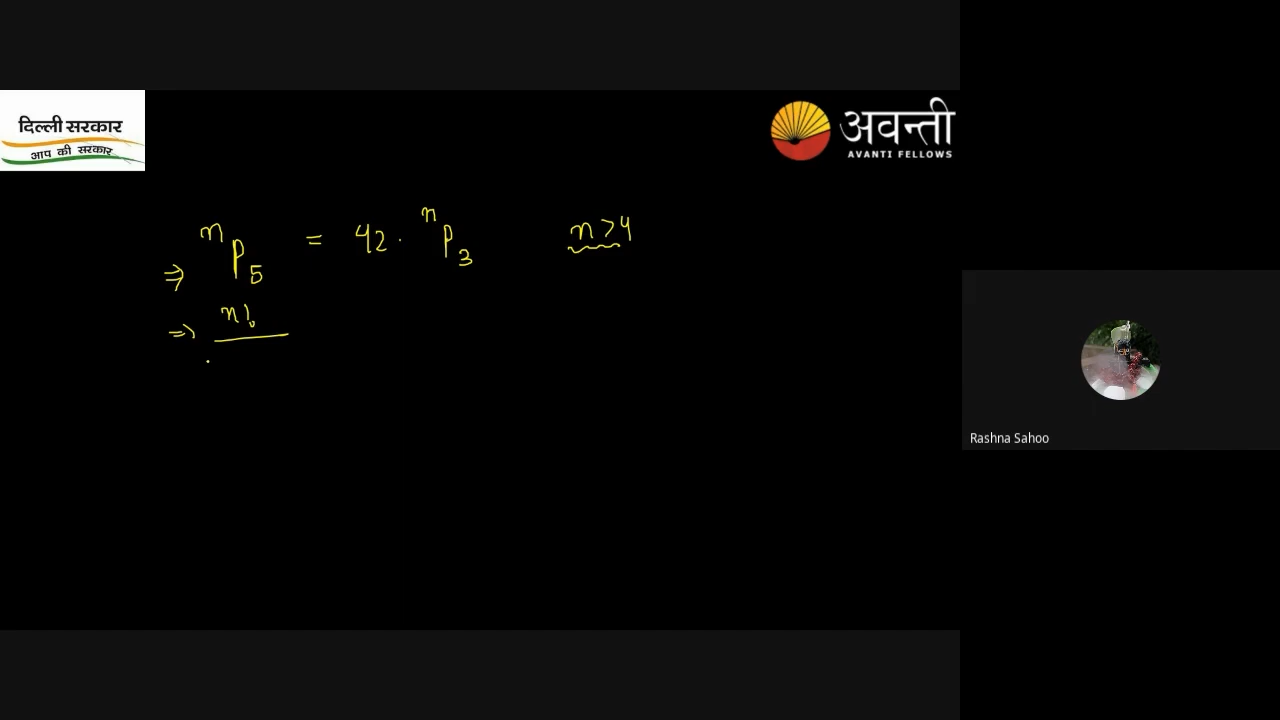 दिल्ली सरकार
आप की सरकार
अवन्ती
AVANTI FELLOWS
⇒ ⁿP₅ = 42 · ⁿP₃ n>4
⇒ n!
Rashna Sahoo